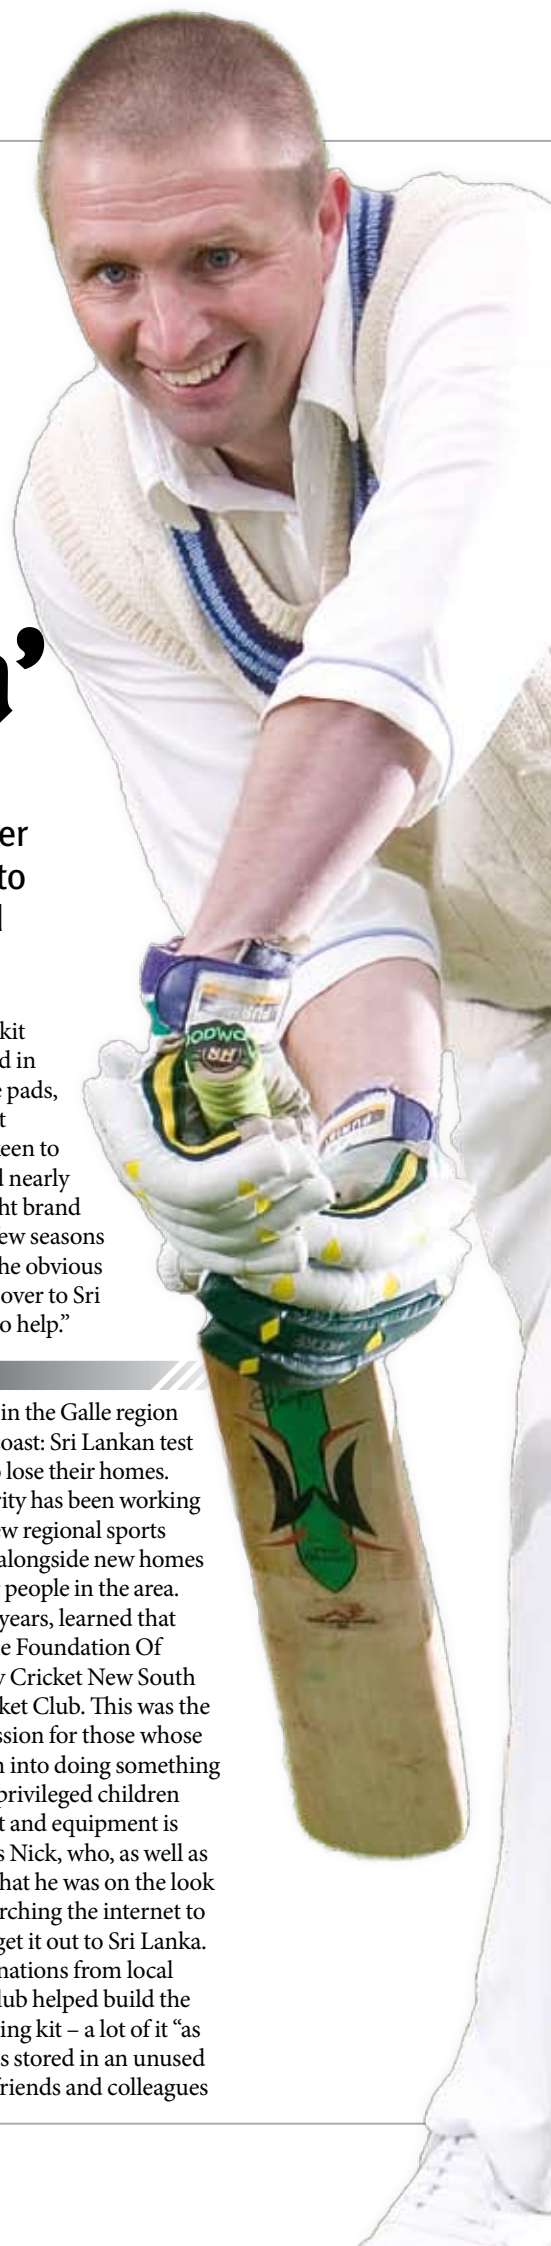 ’
er
to
kit
d in
pads,
t
een to
nearly
ht brand
ew seasons
he obvious
over to Sri
o help.”
in the Galle region
oast: Sri Lankan test
lose their homes.
rity has been working
ew regional sports
alongside new homes
people in the area.
years, learned that
e Foundation Of
y Cricket New South
ket Club. This was the
ssion for those whose
n into doing something
privileged children
t and equipment is
s Nick, who, as well as
hat he was on the look
rching the internet to
get it out to Sri Lanka.
nations from local
lub helped build the
ing kit – a lot of it “as
s stored in an unused
riends and colleagues